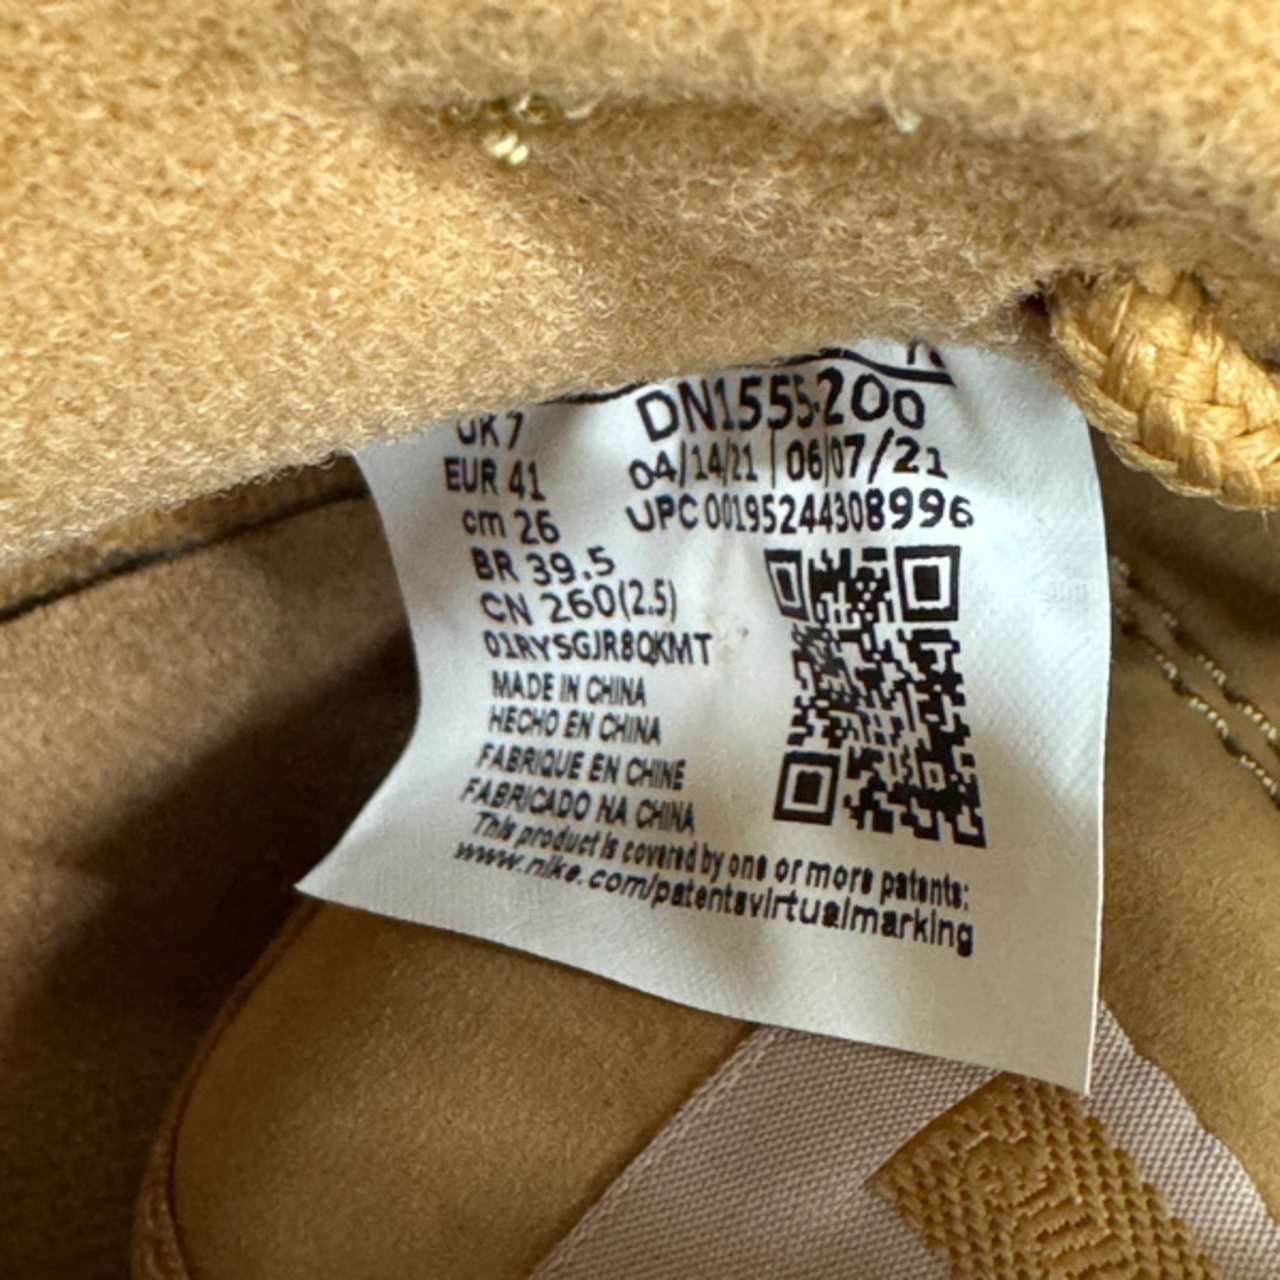 DN1555-200
UK 7
04/14/21 | 06/07/21
EUR 41
UPC 00195244308996
cm 26
BR 39.5
CN 260(2.5)
01RYSGJR8QKMT
MADE IN CHINA
HECHO EN CHINA
FABRIQUE EN CHINE
FABRICADO NA CHINA
This product is covered by one or more patents:
www.nike.com/patentsvirtualmarking